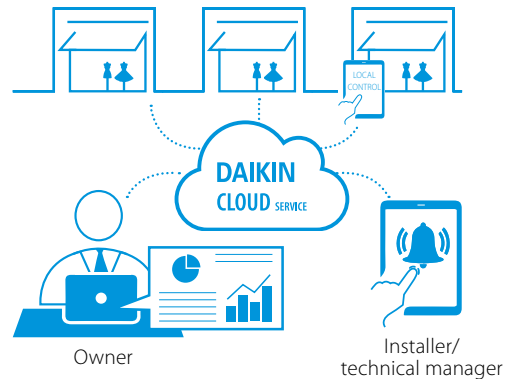 LOCAL
CONTROL
DAIKIN
CLOUD SERVICE
Owner
Installer/
technical manager